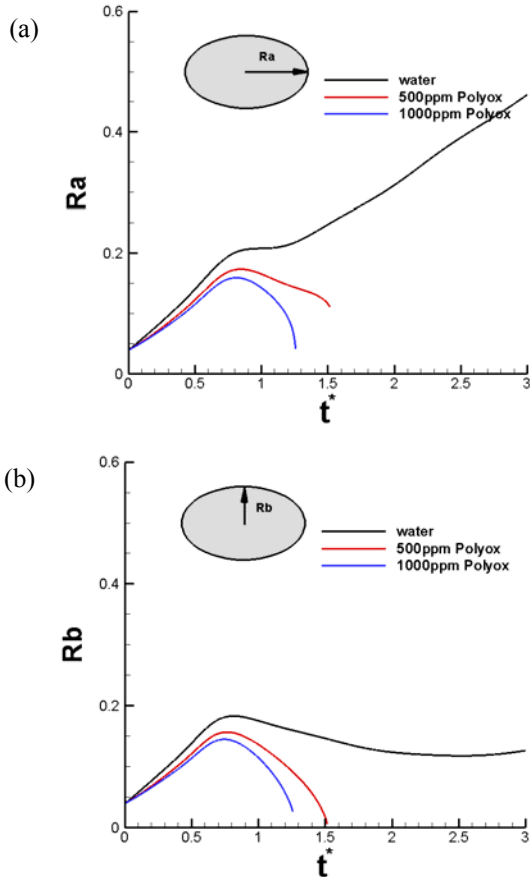 (a)
0.6
Ra
water
500ppm Polyox
1000ppm Polyox
0.4
Ra
0.2
0
0 0.5 1 1.5 2 2.5 3
t*
(b)
0.6
Rb
water
500ppm Polyox
1000ppm Polyox
0.4
Rb
0.2
0
0 0.5 1 1.5 2 2.5 3
t*